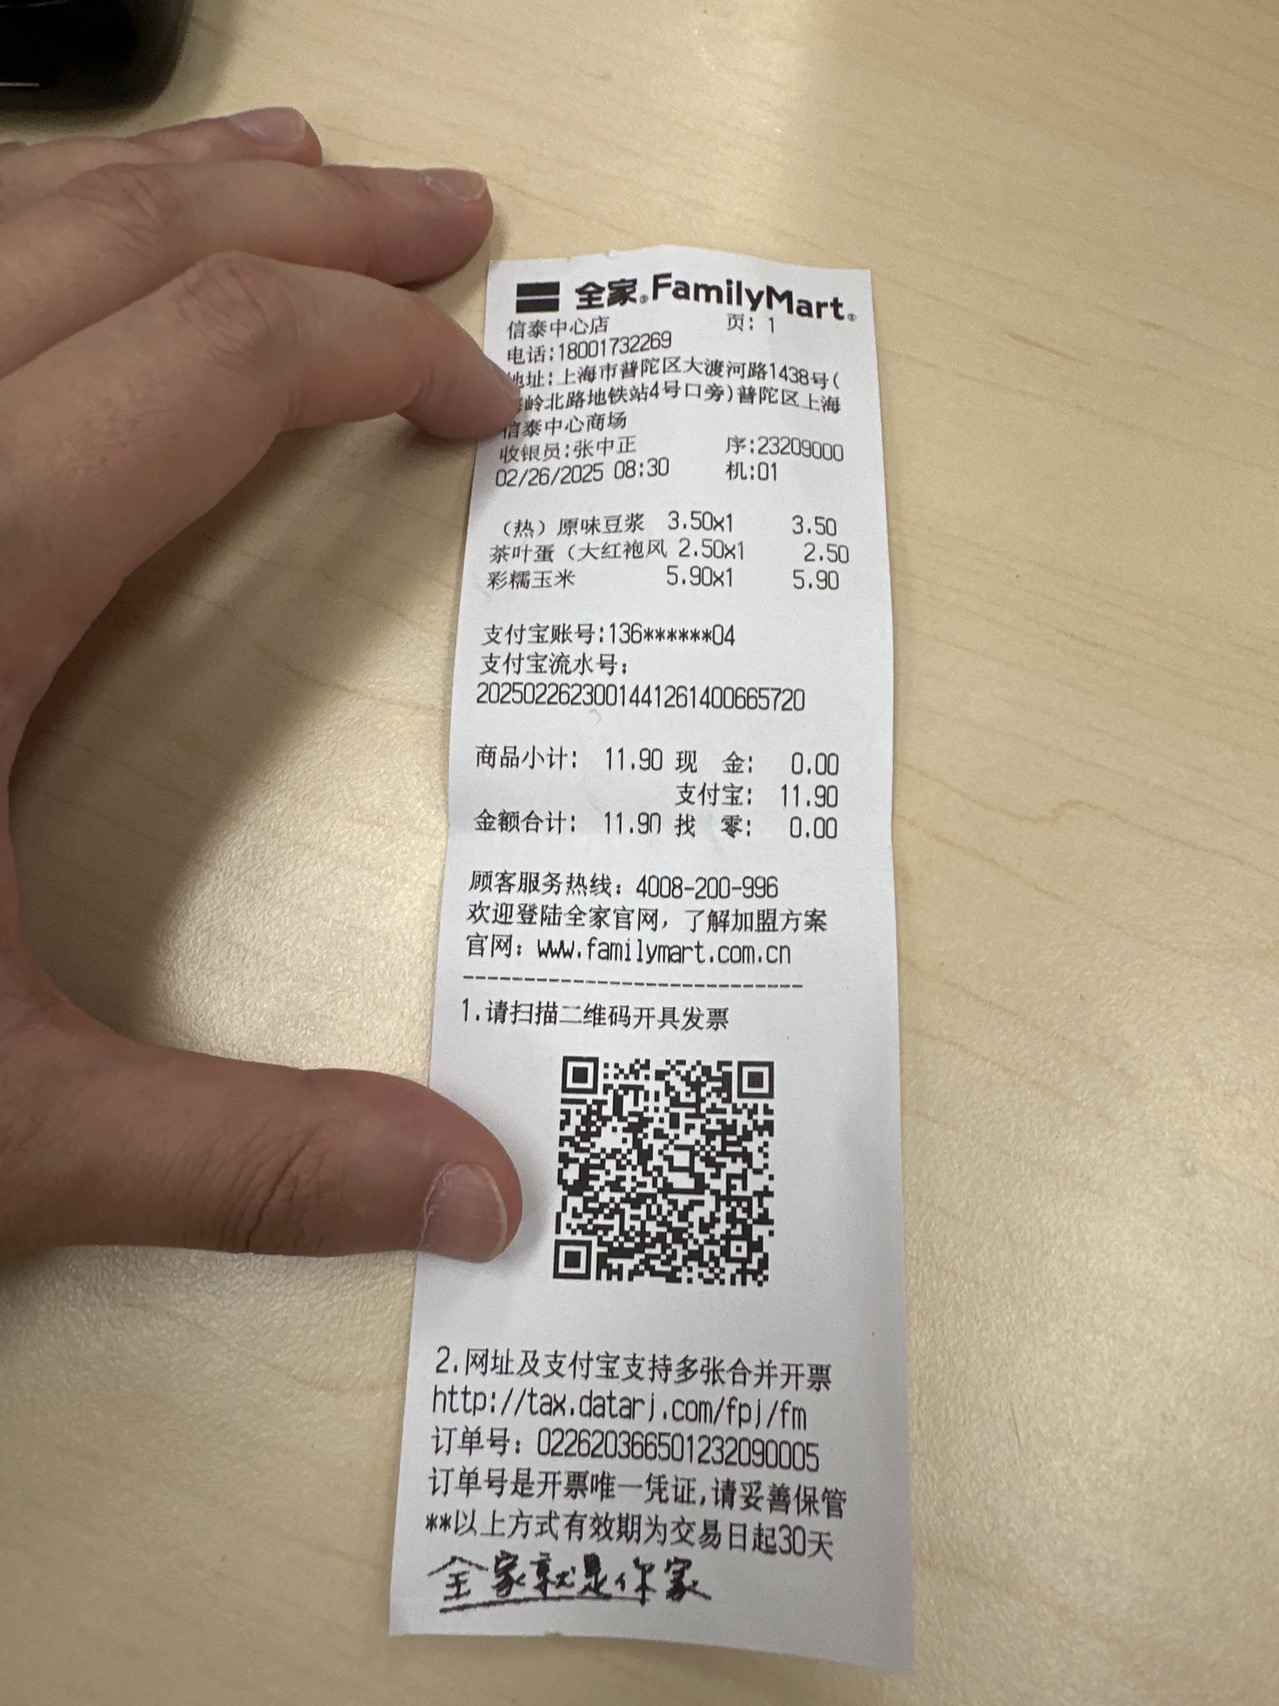 全家® FamilyMart®
信泰中心店 页: 1
电话:18001732269
地址:上海市普陀区大渡河路1438号(
岭北路地铁站4号口旁)普陀区上海
信泰中心商场
收银员:张中正 序:23209000
02/26/2025 08:30 机:01
（热）原味豆浆 3.50x1 3.50
茶叶蛋（大红袍风 2.50x1 2.50
彩糯玉米 5.90x1 5.90
支付宝账号:136******04
支付宝流水号:
2025022623001441261400665720
商品小计: 11.90 现 金: 0.00
支付宝: 11.90
金额合计: 11.90 找 零: 0.00
顾客服务热线: 4008-200-996
欢迎登陆全家官网, 了解加盟方案
官网: www.familymart.com.cn
----------------------------
1.请扫描二维码开具发票
2.网址及支付宝支持多张合并开票
http://tax.datarj.com/fpj/fm
订单号: 022620366501232090005
订单号是开票唯一凭证,请妥善保管
**以上方式有效期为交易日起30天
全家就是你家